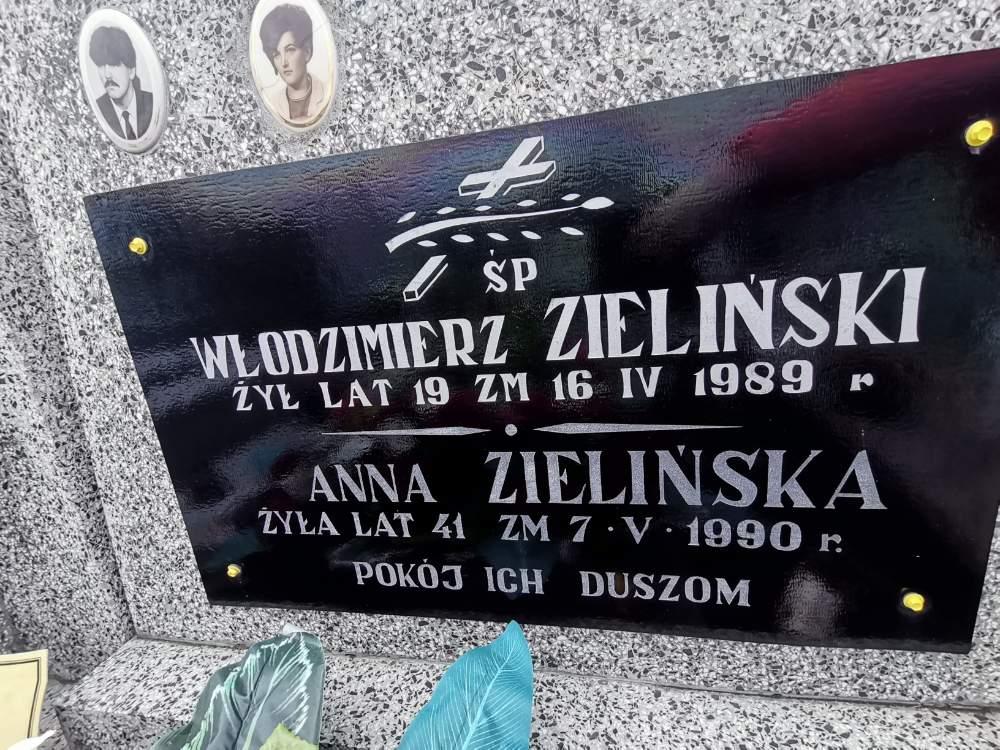 ŚP
WŁODZIMIERZ ZIELIŃSKI
ŻYŁ LAT 19 ZM 16 IV 1989 r
ANNA ZIELIŃSKA
ŻYŁA LAT 41 ZM 7 · V · 1990 r.
POKÓJ ICH DUSZOM